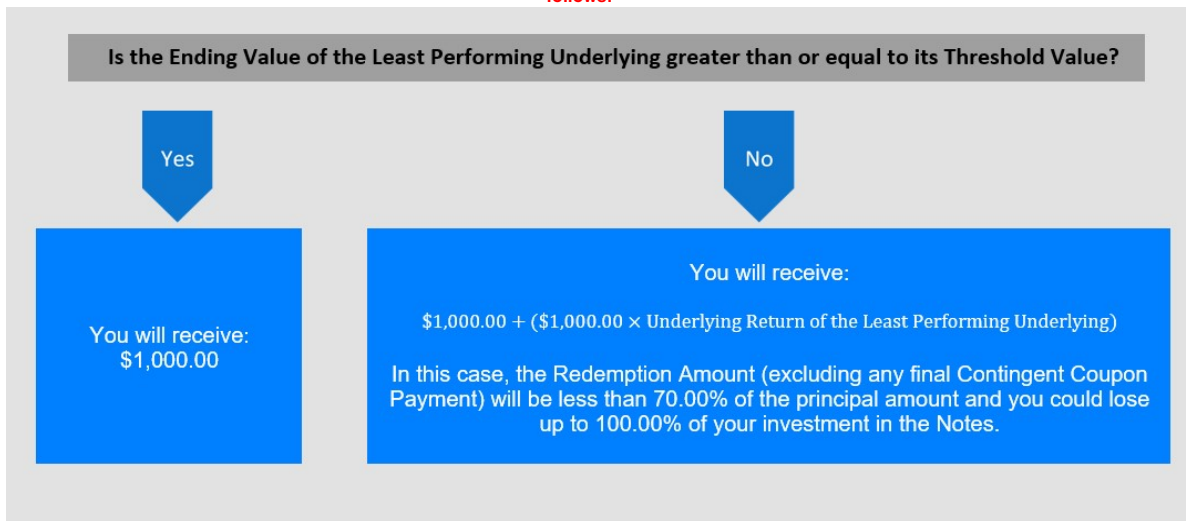 follows:
Is the Ending Value of the Least Performing Underlying greater than or equal to its Threshold Value?
Yes
No
You will receive:
$1,000.00
You will receive:
$1,000.00 + ($1,000.00 × Underlying Return of the Least Performing Underlying)
In this case, the Redemption Amount (excluding any final Contingent Coupon
Payment) will be less than 70.00% of the principal amount and you could lose
up to 100.00% of your investment in the Notes.